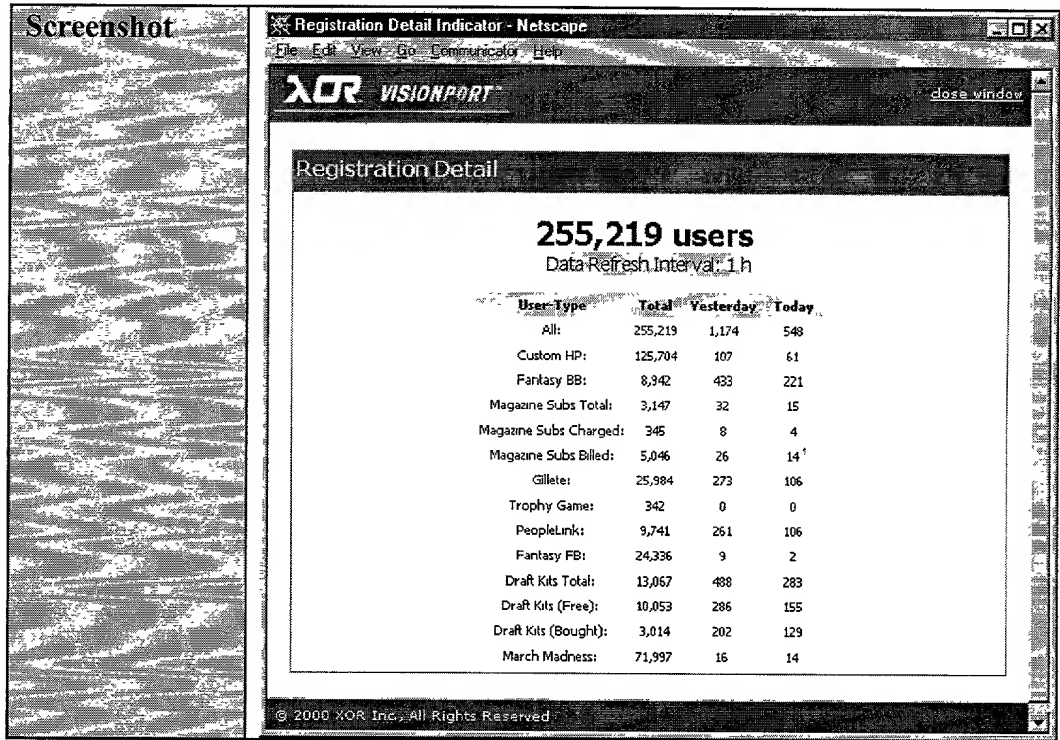 Screenshot
Registration Detail Indicator - Netscape
File Edit View Go Communicator Help
XOR VISIONPORT
close window
Registration Detail
255,219 users
Data Refresh Interval: 1 h
User Type Total Yesterday Today
All: 255,219 1,174 548
Custom HP: 125,704 107 61
Fantasy BB: 8,942 433 221
Magazine Subs Total: 3,147 32 15
Magazine Subs Charged: 345 8 4
Magazine Subs Billed: 5,046 26 14
Gillete: 25,984 273 106
Trophy Game: 342 0 0
PeopleLink: 9,741 261 106
Fantasy FB: 24,336 9 2
Draft Kits Total: 13,067 488 283
Draft Kits (Free): 10,053 286 155
Draft Kits (Bought): 3,014 202 129
March Madness: 71,997 16 14
© 2000 XOR Inc., All Rights Reserved